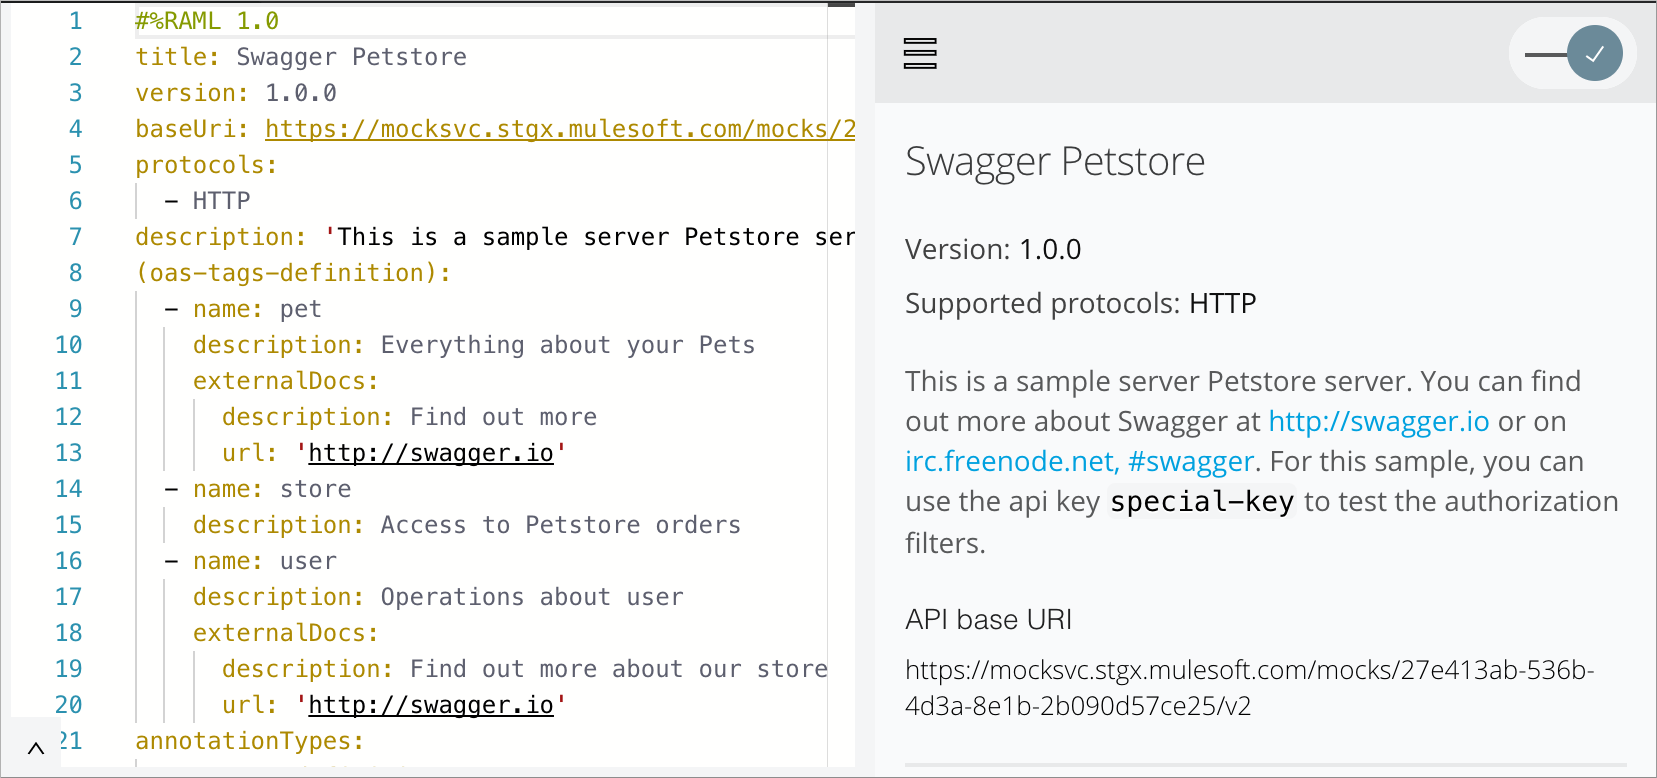 1 #%RAML 1.0
2 title: Swagger Petstore
3 version: 1.0.0
4 baseUri: https://mocksvc.stgx.mulesoft.com/mocks/2
5 protocols:
6 - HTTP
7 description: 'This is a sample server Petstore ser
8 (oas-tags-definition):
9 - name: pet
10 description: Everything about your Pets
11 externalDocs:
12 description: Find out more
13 url: 'http://swagger.io'
14 - name: store
15 description: Access to Petstore orders
16 - name: user
17 description: Operations about user
18 externalDocs:
19 description: Find out more about our store
20 url: 'http://swagger.io'
21 annotationTypes:
Swagger Petstore
Version: 1.0.0
Supported protocols: HTTP
This is a sample server Petstore server. You can find
out more about Swagger at http://swagger.io or on
irc.freenode.net, #swagger. For this sample, you can
use the api key special-key to test the authorization
filters.
API base URI
https://mocksvc.stgx.mulesoft.com/mocks/27e413ab-536b-
4d3a-8e1b-2b090d57ce25/v2